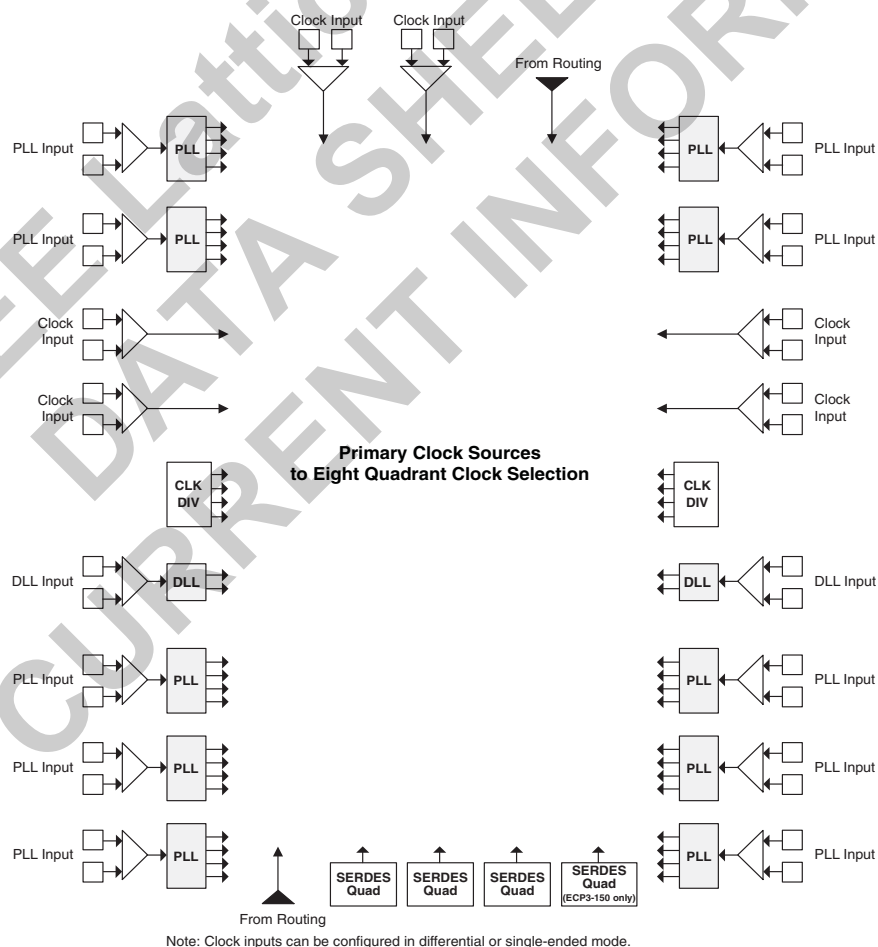 Clock Input
Clock Input
From Routing
PLL Input
PLL
PLL
PLL Input
PLL Input
PLL
PLL
PLL Input
Clock
Input
Clock
Input
Clock
Input
Clock
Input
Primary Clock Sources
to Eight Quadrant Clock Selection
CLK
DIV
CLK
DIV
DLL Input
DLL
DLL
DLL Input
PLL Input
PLL
PLL
PLL Input
PLL Input
PLL
PLL
PLL Input
PLL Input
PLL
PLL
PLL Input
SERDES
Quad
SERDES
Quad
SERDES
Quad
SERDES
Quad
(ECP3-150 only)
From Routing
Note: Clock inputs can be configured in differential or single-ended mode.
DATA SHEE
CURRENT INFOR